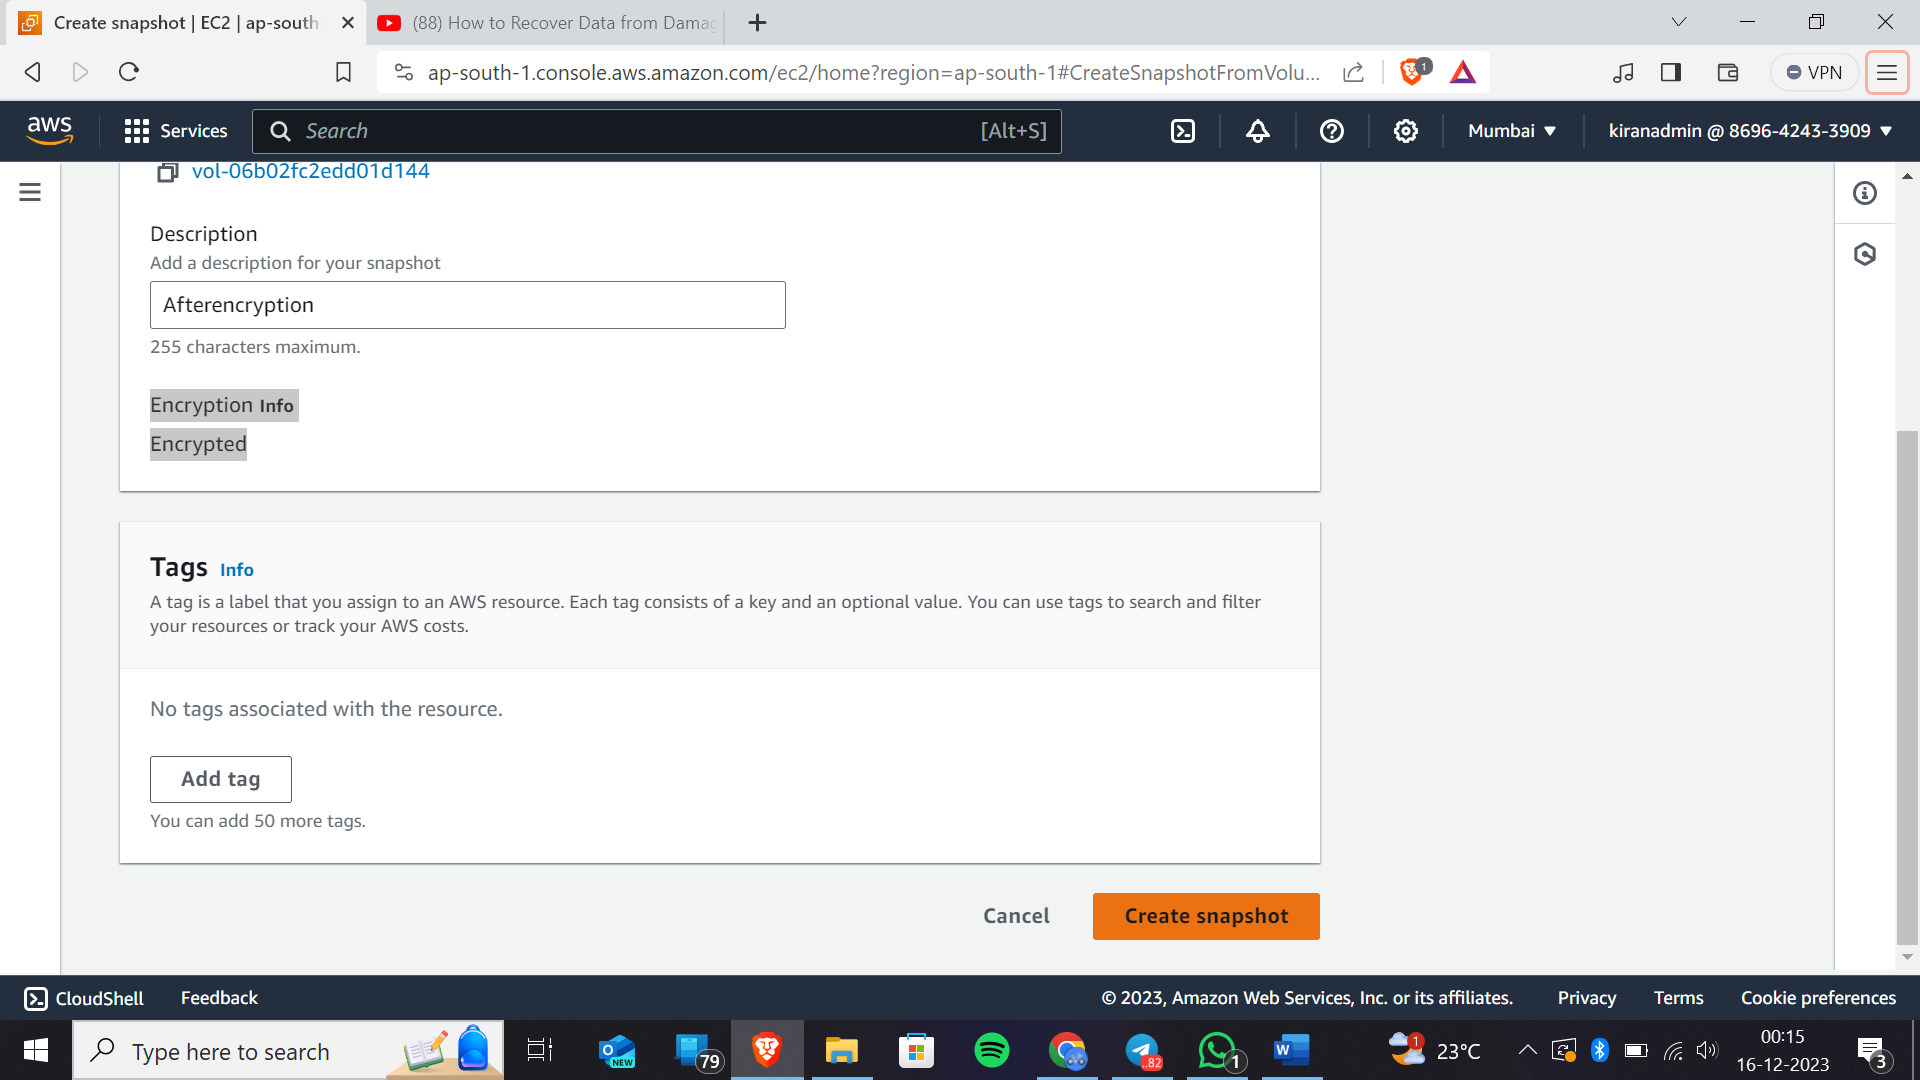 Create snapshot | EC2 | ap-south-
(88) How to Recover Data from Damag
ap-south-1.console.aws.amazon.com/ec2/home?region=ap-south-1#CreateSnapshotFromVolu...
1
VPN
aws
Services
Search
[Alt+S]
Mumbai
kiranadmin @ 8696-4243-3909
vol-06b02fc2edd01d144
Description
Add a description for your snapshot
Afterencryption
255 characters maximum.
Encryption Info
Encrypted
Tags Info
A tag is a label that you assign to an AWS resource. Each tag consists of a key and an optional value. You can use tags to search and filter
your resources or track your AWS costs.
No tags associated with the resource.
Add tag
You can add 50 more tags.
Cancel
Create snapshot
CloudShell
Feedback
© 2023, Amazon Web Services, Inc. or its affiliates.
Privacy
Terms
Cookie preferences
Type here to search
O
NEW
79
..82
1
W
1
23°C
00:15
16-12-2023
3